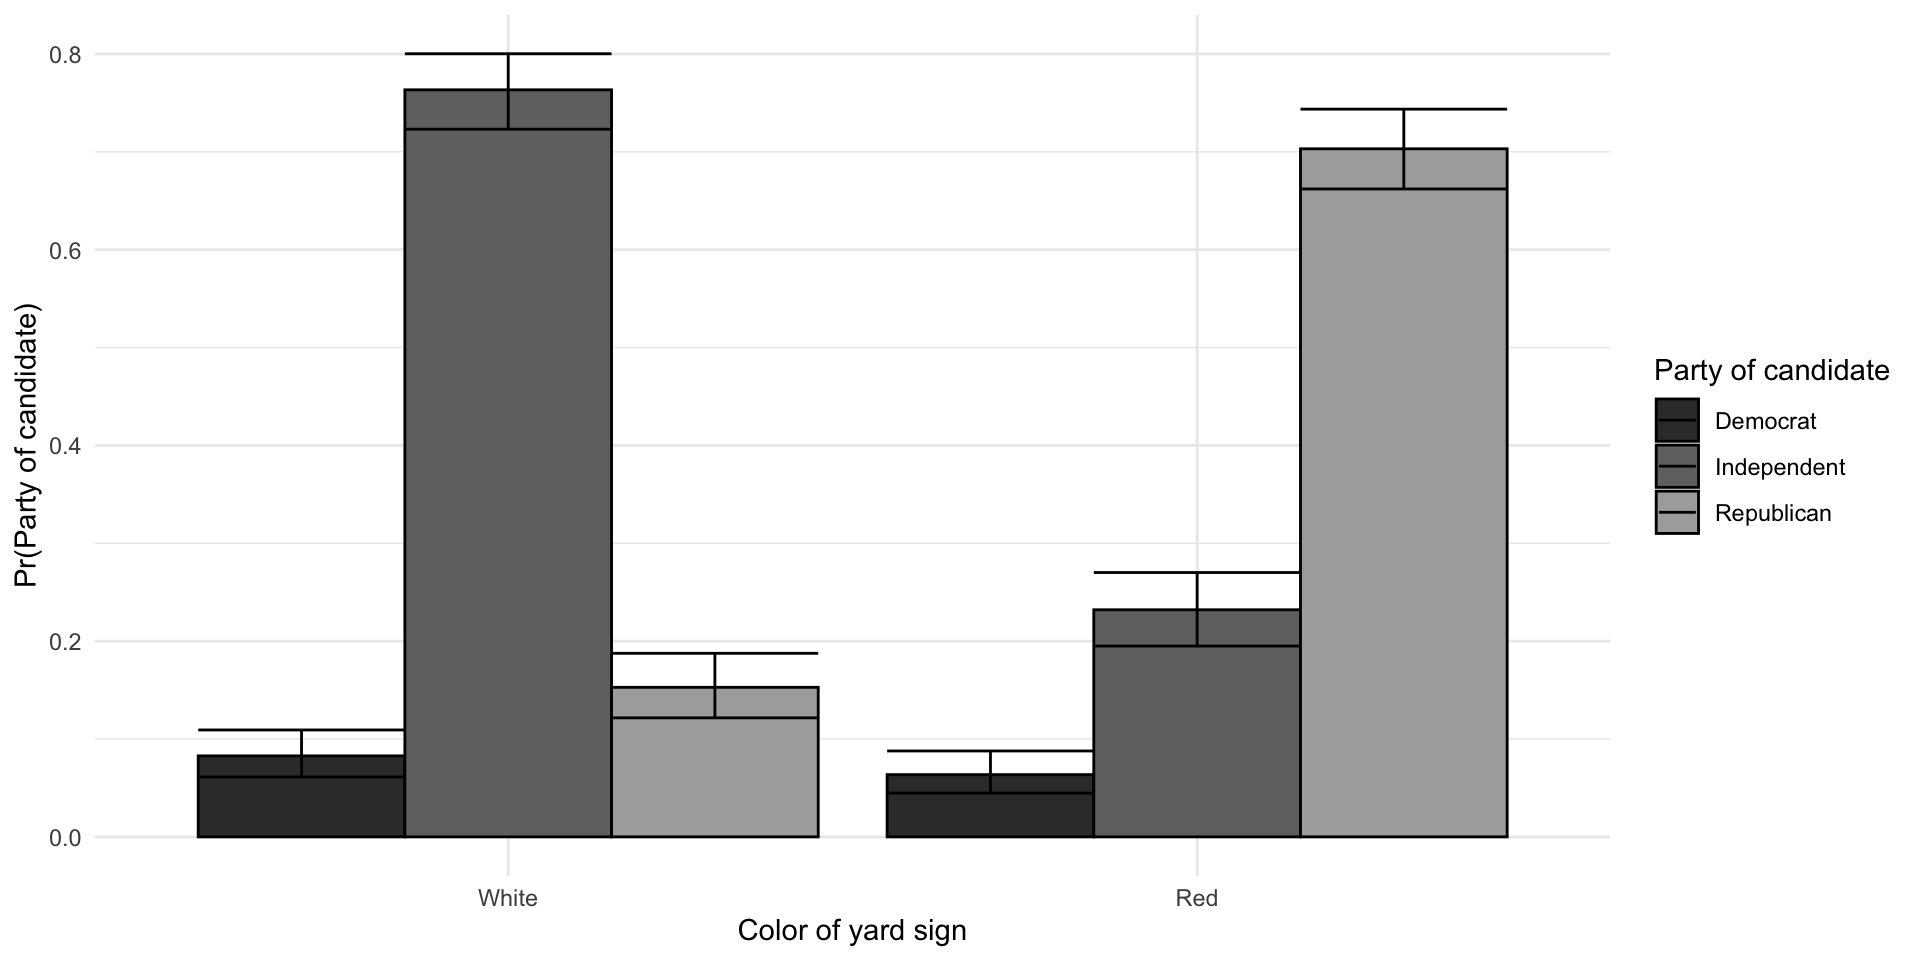 0.8
0.6
0.4
0.2
0.0
Pr(Party of candidate)
White
Red
Color of yard sign
Party of candidate
Democrat
Independent
Republican